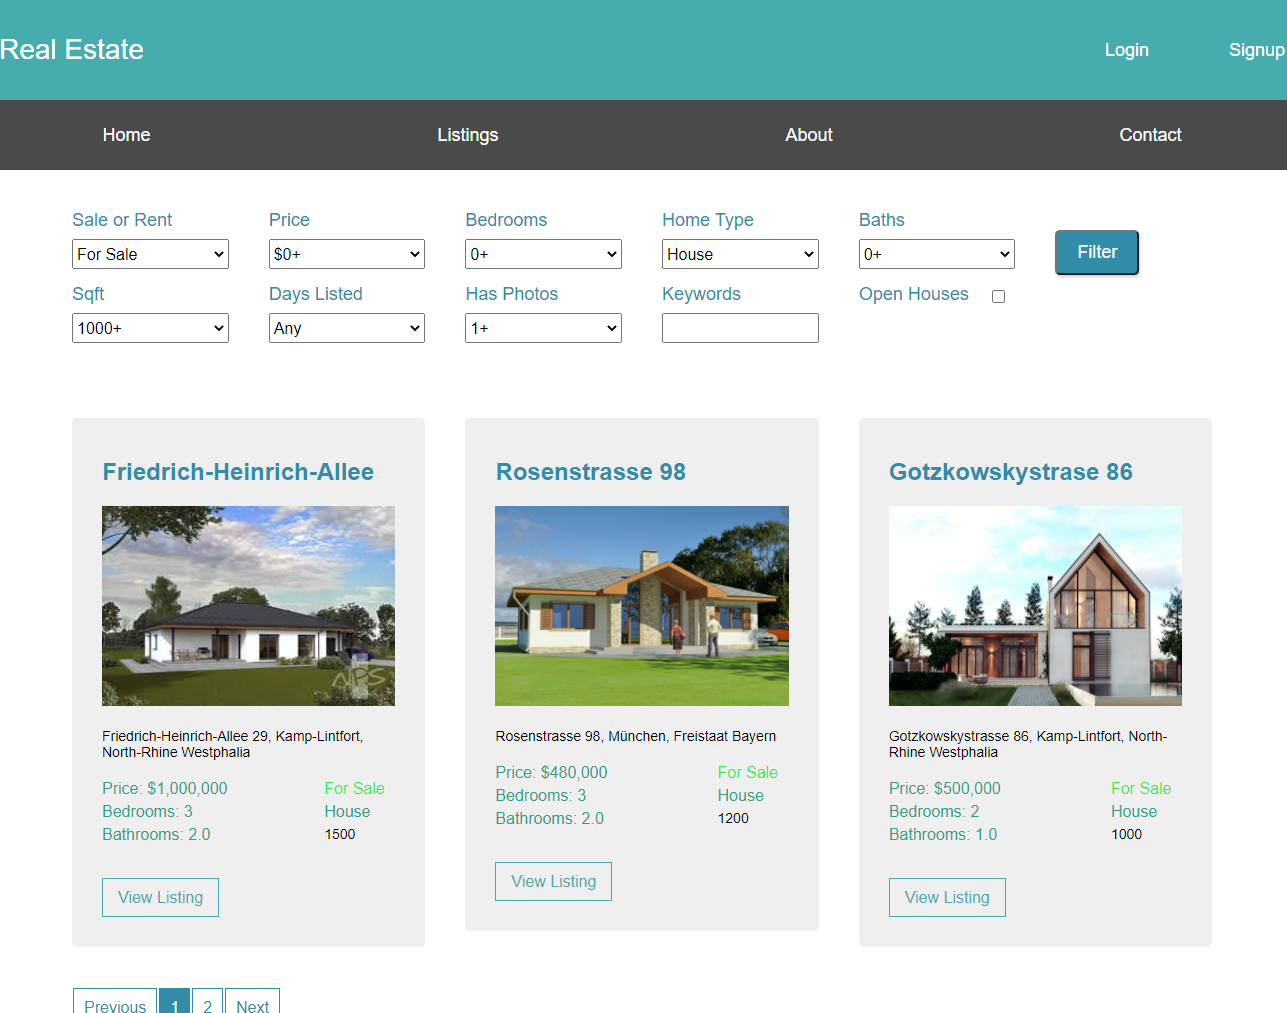 Real Estate
Login
Signup
Home
Listings
About
Contact
Sale or Rent
Price
Bedrooms
Home Type
Baths
For Sale
$0+
0+
House
0+
Filter
Sqft
Days Listed
Has Photos
Keywords
Open Houses
1000+
Any
1+
Friedrich-Heinrich-Allee
Friedrich-Heinrich-Allee 29, Kamp-Lintfort,
North-Rhine Westphalia
Price: $1,000,000
For Sale
Bedrooms: 3
House
Bathrooms: 2.0
1500
View Listing
Rosenstrasse 98
Rosenstrasse 98, München, Freistaat Bayern
Price: $480,000
For Sale
Bedrooms: 3
House
Bathrooms: 2.0
1200
View Listing
Gotzkowskystrase 86
Gotzkowskystrasse 86, Kamp-Lintfort, North-
Rhine Westphalia
Price: $500,000
For Sale
Bedrooms: 2
House
Bathrooms: 1.0
1000
View Listing
Previous
1
2
Next